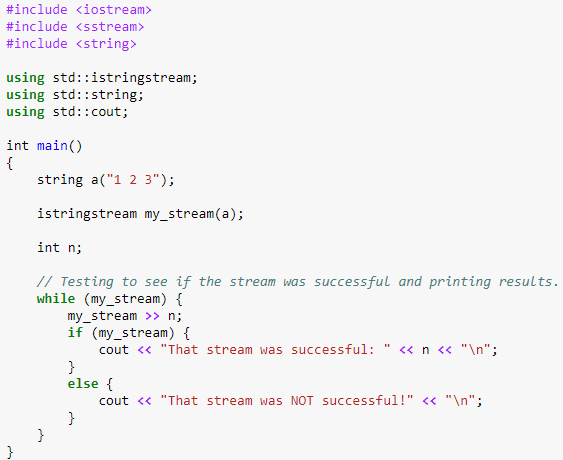 #include <iostream>
#include <sstream>
#include <string>

using std::istringstream;
using std::string;
using std::cout;

int main()
{
    string a("1 2 3");

    istringstream my_stream(a);

    int n;

    // Testing to see if the stream was successful and printing results.
    while (my_stream) {
        my_stream >> n;
        if (my_stream) {
            cout << "That stream was successful: " << n << "\n";
        }
        else {
            cout << "That stream was NOT successful!" << "\n";
        }
    }
}